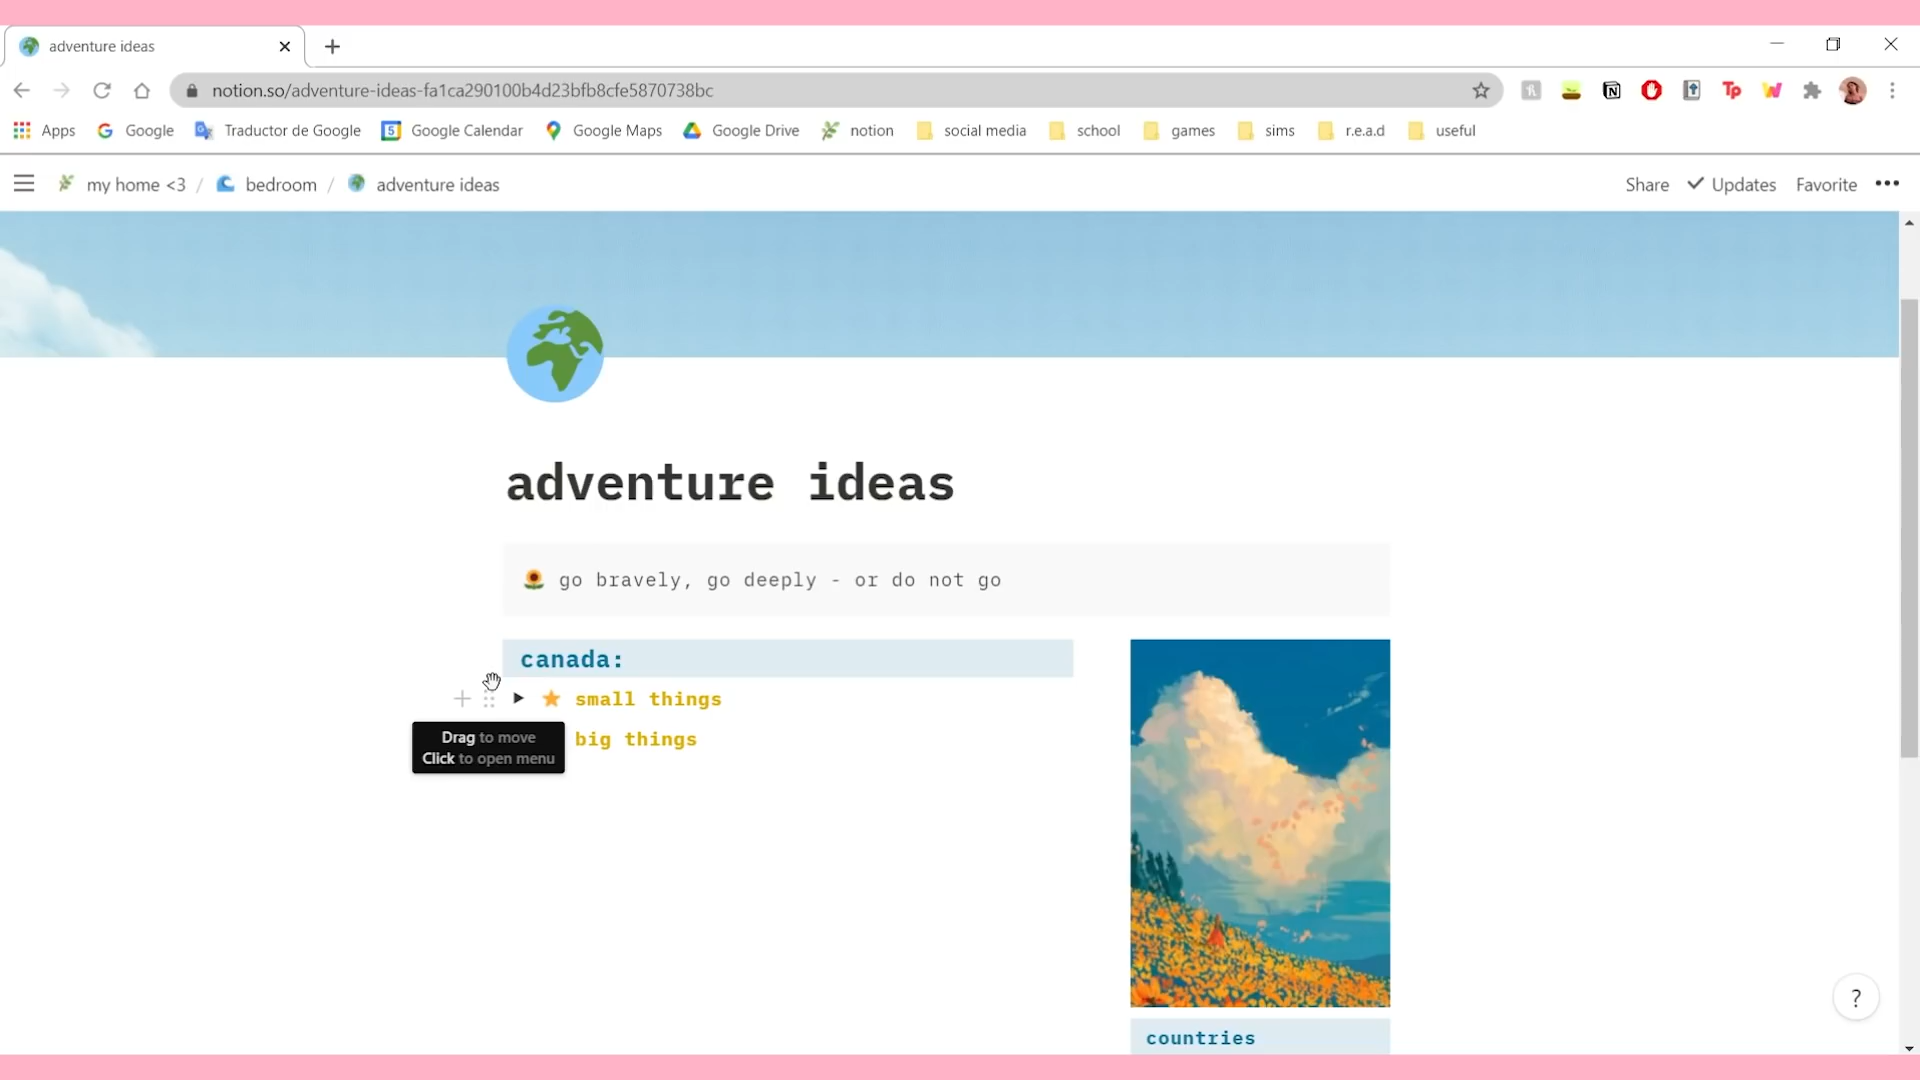 adventure ideas
notion.so/adventure-ideas-fa1ca290100b4d23bfb8cfe5870738bc
Apps Google Traductor de Google 5 Google Calendar Google Maps Google Drive notion social media school games sims r.e.a.d useful
my home <3 / bedroom / adventure ideas
Share Updates Favorite
adventure ideas
go bravely, go deeply - or do not go
canada:
small things
big things
Drag to move
Click to open menu
countries
?